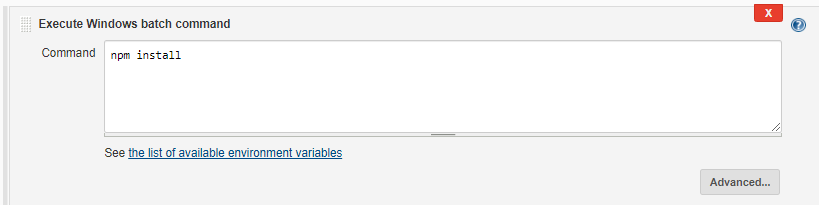 X
Execute Windows batch command
?
Command
npm install
See the list of available environment variables
Advanced...